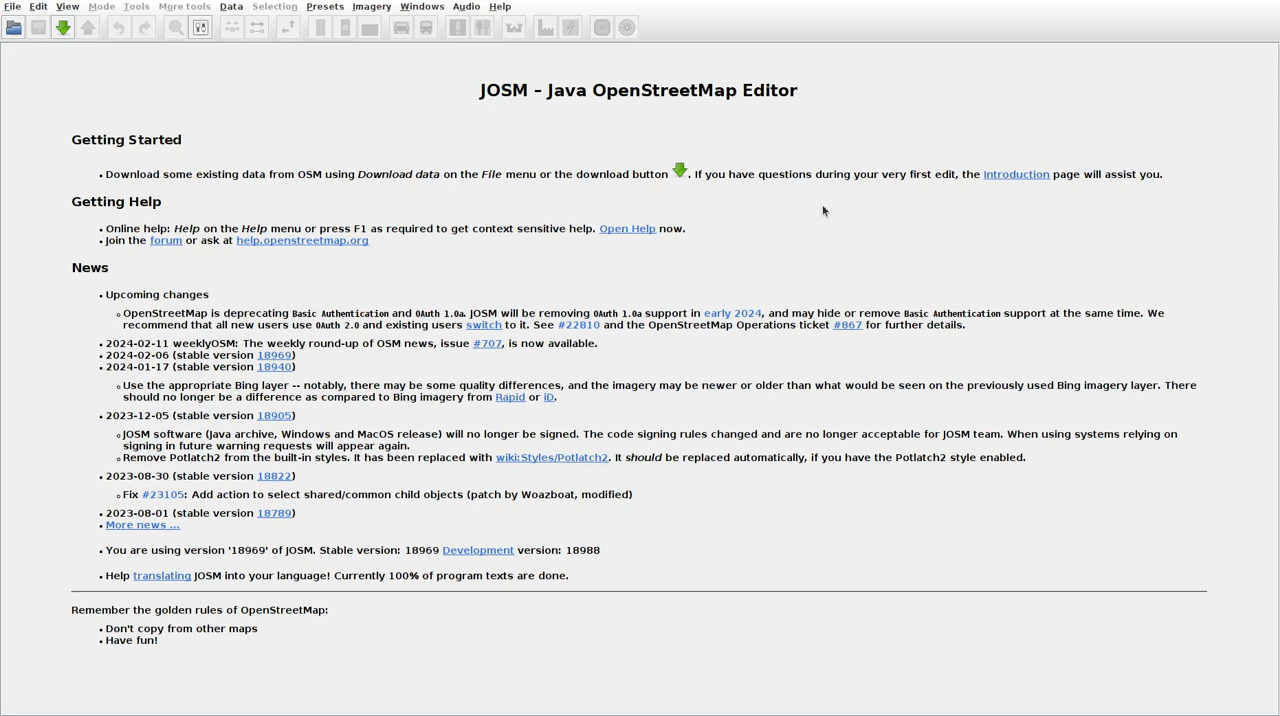 File Edit View Mode Tools More tools Data Selection Presets Imagery Windows Audio Help
JOSM – Java OpenStreetMap Editor
Getting Started
• Download some existing data from OSM using Download data on the File menu or the download button . If you have questions during your very first edit, the Introduction page will assist you.
Getting Help
• Online help: Help on the Help menu or press F1 as required to get context sensitive help. Open Help now.
• Join the forum or ask at help.openstreetmap.org
News
• Upcoming changes
◦ OpenStreetMap is deprecating Basic Authentication and OAuth 1.0a. JOSM will be removing OAuth 1.0a support in early 2024, and may hide or remove Basic Authentication support at the same time. We
recommend that all new users use OAuth 2.0 and existing users switch to it. See #22810 and the OpenStreetMap Operations ticket #867 for further details.
• 2024-02-11 weeklyOSM: The weekly round-up of OSM news, issue #707, is now available.
• 2024-02-06 (stable version 18969)
• 2024-01-17 (stable version 18940)
◦ Use the appropriate Bing layer -- notably, there may be some quality differences, and the imagery may be newer or older than what would be seen on the previously used Bing imagery layer. There
should no longer be a difference as compared to Bing imagery from Rapid or iD.
• 2023-12-05 (stable version 18905)
◦ JOSM software (Java archive, Windows and MacOS release) will no longer be signed. The code signing rules changed and are no longer acceptable for JOSM team. When using systems relying on
signing in future warning requests will appear again.
◦ Remove Potlatch2 from the built-in styles. It has been replaced with wiki:Styles/Potlatch2. It should be replaced automatically, if you have the Potlatch2 style enabled.
• 2023-08-30 (stable version 18822)
◦ Fix #23105: Add action to select shared/common child objects (patch by Woazboat, modified)
• 2023-08-01 (stable version 18789)
• More news ...
• You are using version '18969' of JOSM. Stable version: 18969 Development version: 18988
• Help translating JOSM into your language! Currently 100% of program texts are done.
Remember the golden rules of OpenStreetMap:
• Don't copy from other maps
• Have fun!